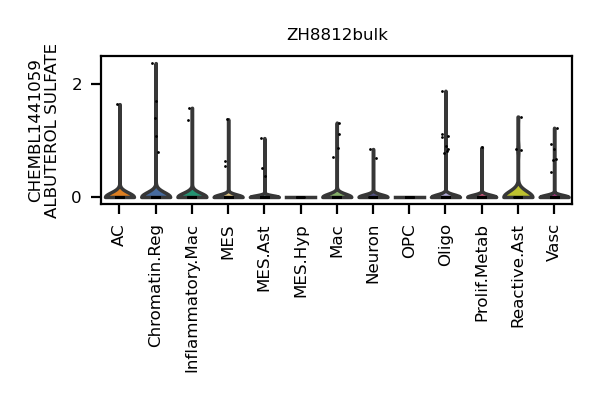 ZH8812bulk
CHEMBL1441059
ALBUTEROL SULFATE
2
0
AC
Chromatin.Reg
Inflammatory.Mac
MES
MES.Ast
MES.Hyp
Mac
Neuron
OPC
Oligo
Prolif.Metab
Reactive.Ast
Vasc